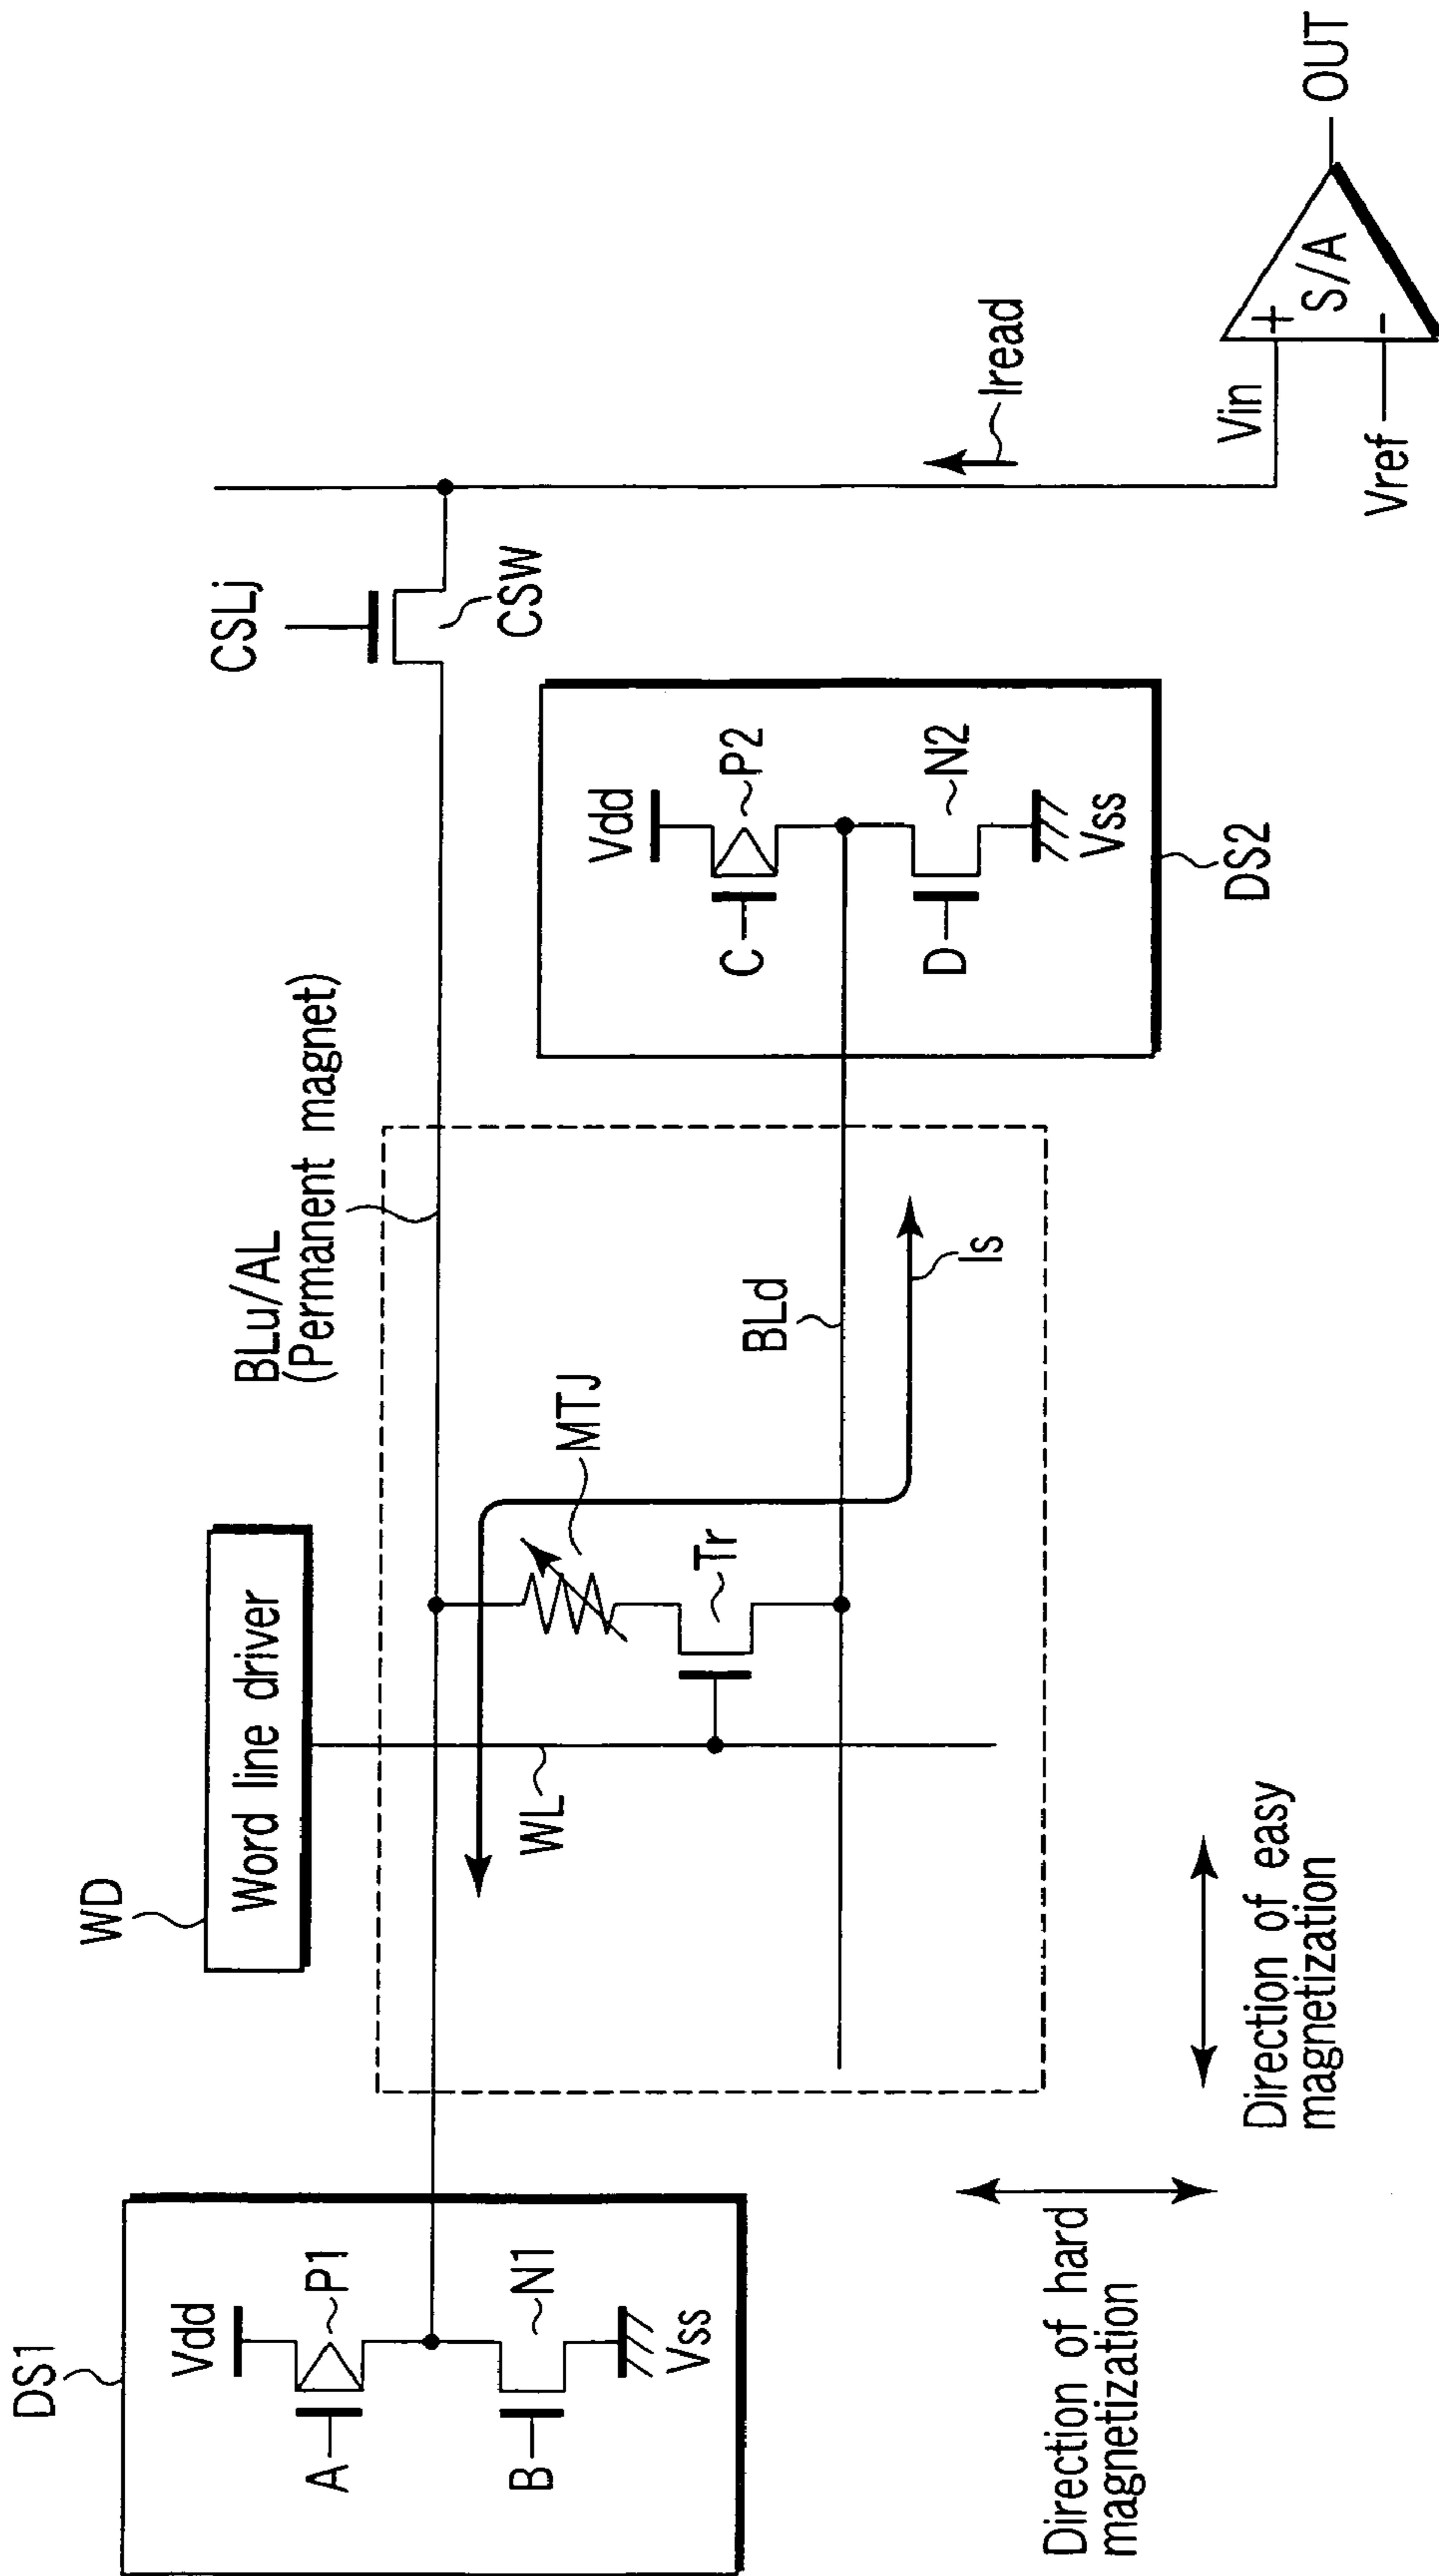 DS1
Vdd
P1
A
N1
B
Vss
WD
Word line driver
BLu/AL
(Permanent magnet)
CSLj
CSW
MTJ
Tr
WL
BLd
Is
Vdd
P2
C
N2
D
Vss
DS2
Iread
Vin
Vref
+
-
S/A
OUT
Direction of hard
magnetization
Direction of easy
magnetization